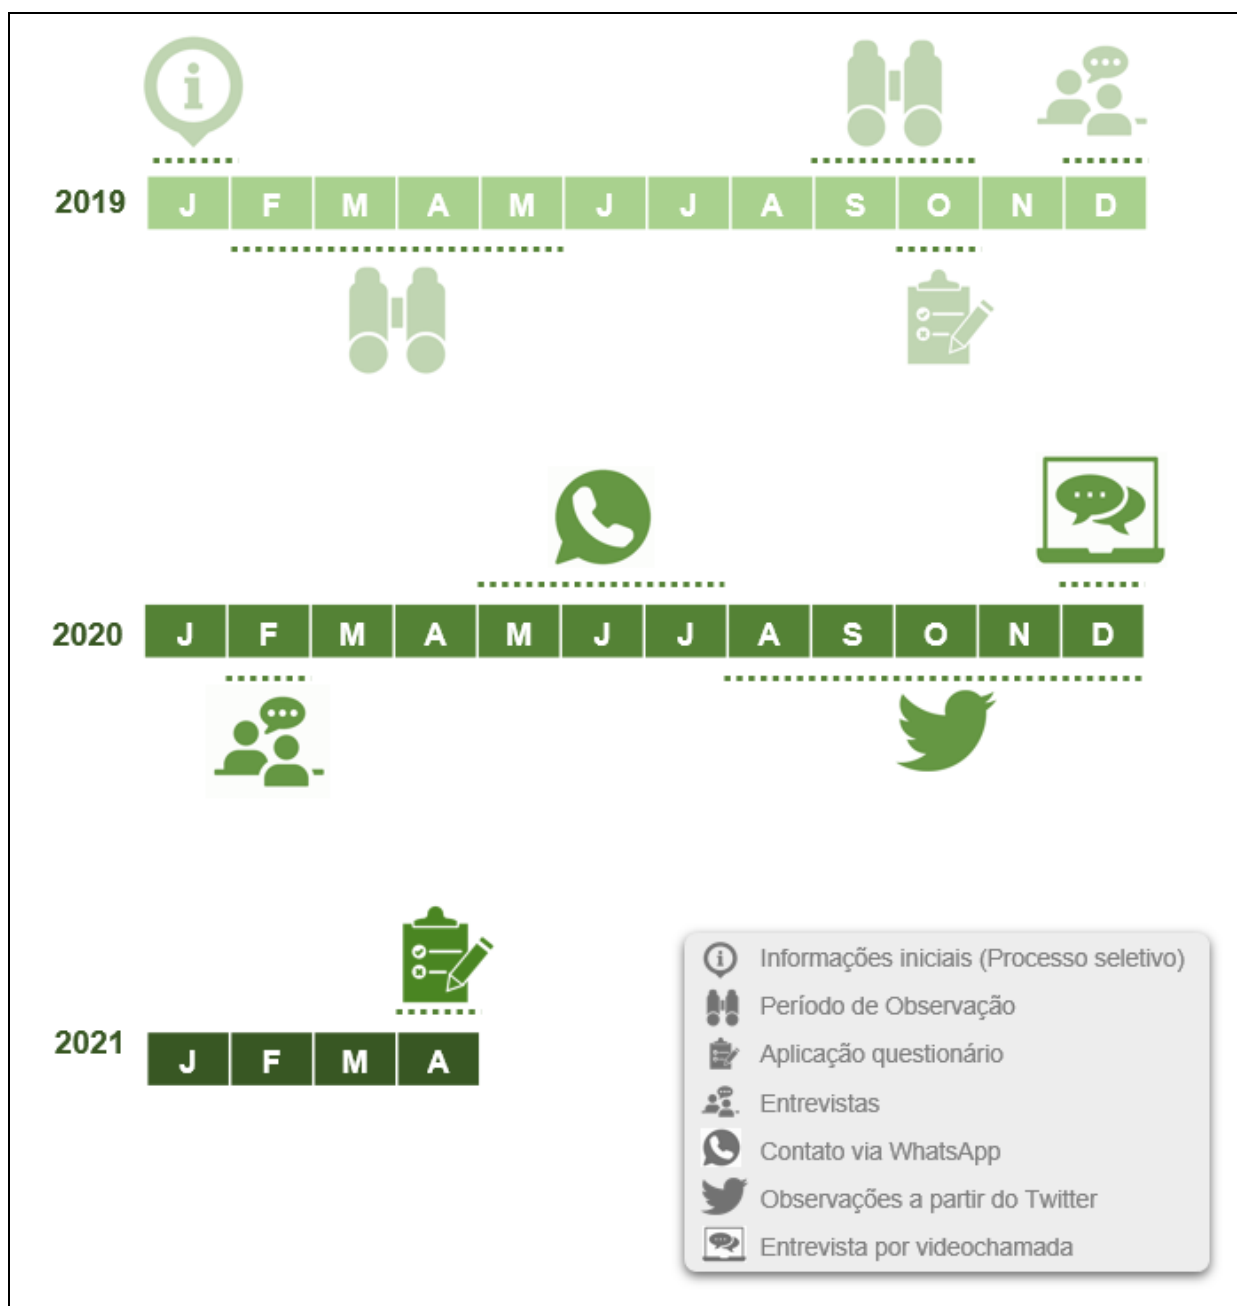 2019 J F M A M J J A S O N D
2020 J F M A M J J A S O N D
2021 J F M A
Informações iniciais (Processo seletivo)
Período de Observação
Aplicação questionário
Entrevistas
Contato via WhatsApp
Observações a partir do Twitter
Entrevista por videochamada